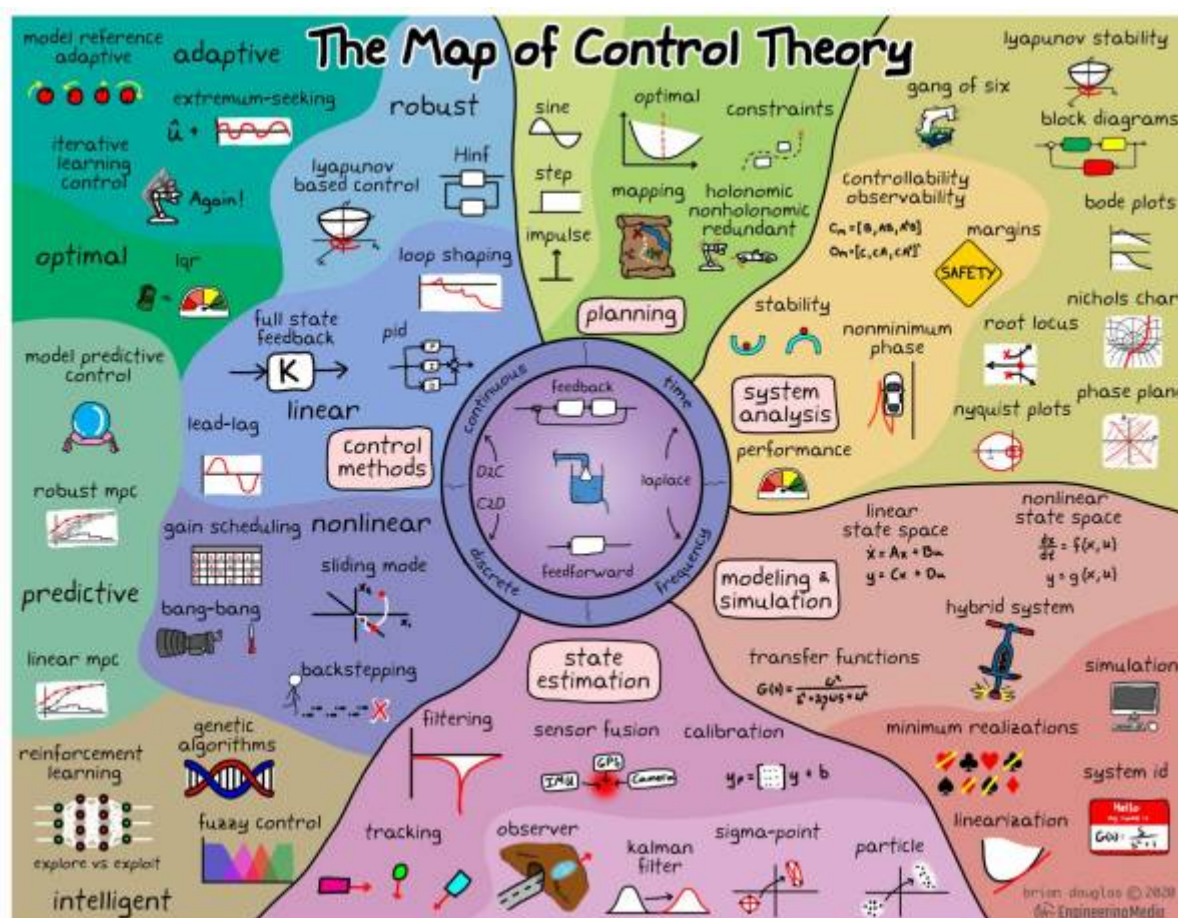 The Map of Control Theory
model reference
adaptive
adaptive
extremum-seeking
û +
iterative
learning
control
Again!
robust
lyapunov
based control
Hinf
loop shaping
optimal
lqr
full state
feedback
K
pid
linear
lead-lag
control
methods
model predictive
control
robust mpc
predictive
linear mpc
gain scheduling
nonlinear
sliding mode
bang-bang
backstepping
X
reinforcement
learning
explore vs exploit
genetic
algorithms
fuzzy control
intelligent
sine
step
impulse
optimal
constraints
mapping
holonomic
nonholonomic
redundant
planning
continuous
time
discrete
frequency
feedback
D2C
C2D
laplace
feedforward
lyapunov stability
gang of six
block diagrams
controllability
observability
margins
SAFETY
bode plots
stability
nonminimum
phase
root locus
nichols chart
system
analysis
nyquist plots
phase plane
performance
linear
state space
ẋ = Ax + Bu
y = Cx + Du
nonlinear
state space
dx/dt = f(x, u)
y = g(x, u)
modeling &
simulation
hybrid system
transfer functions
simulation
minimum realizations
system id
Hello
linearization
state
estimation
filtering
sensor fusion
IMU
GPS
Camera
calibration
tracking
observer
kalman
filter
sigma-point
particle
brian douglas © 2020
EngineeringMedia